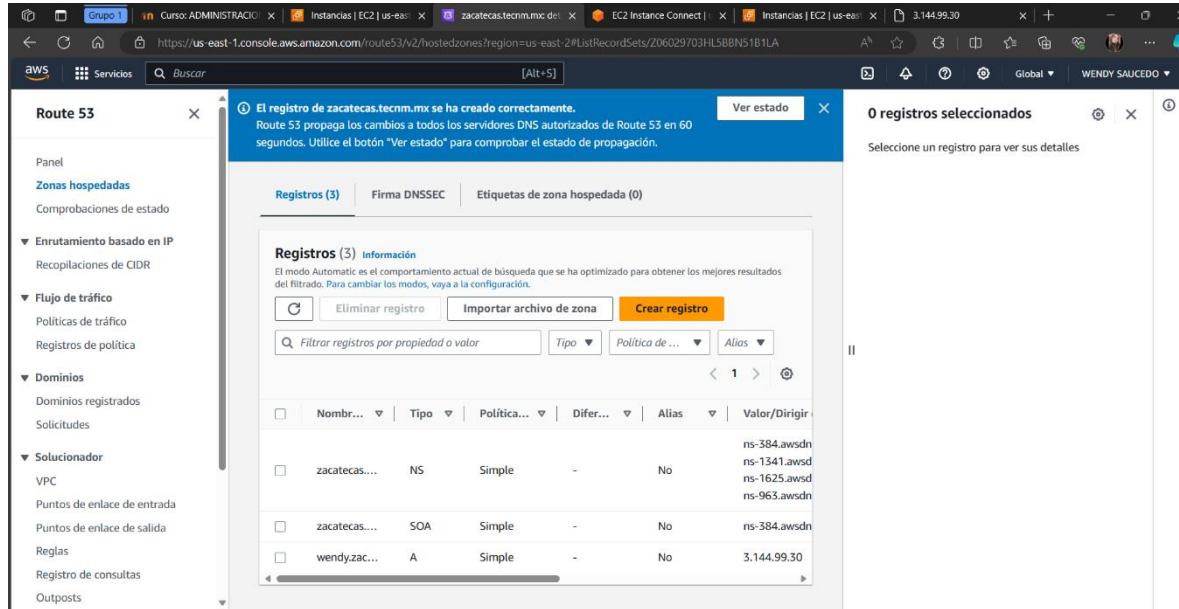 Grupo 1
Curso: ADMINISTRACIO
Instancias | EC2 | us-eas
zacatecas.tecnm.mx: det
EC2 Instance Connect |
Instancias | EC2 | us-eas
3.144.99.30
https://us-east-1.console.aws.amazon.com/route53/v2/hostedzones?region=us-east-2#ListRecordSets/Z06029703HL5BBN51B1LA
aws
Servicios
Buscar
[Alt+S]
Global
WENDY SAUCEDO
Route 53
Panel
Zonas hospedadas
Comprobaciones de estado
Enrutamiento basado en IP
Recopilaciones de CIDR
Flujo de tráfico
Políticas de tráfico
Registros de política
Dominios
Dominios registrados
Solicitudes
Solucionador
VPC
Puntos de enlace de entrada
Puntos de enlace de salida
Reglas
Registro de consultas
Outposts
El registro de zacatecas.tecnm.mx se ha creado correctamente.
Route 53 propaga los cambios a todos los servidores DNS autorizados de Route 53 en 60
segundos. Utilice el botón "Ver estado" para comprobar el estado de propagación.
Ver estado
Registros (3)
Firma DNSSEC
Etiquetas de zona hospedada (0)
Registros (3) Información
El modo Automatic es el comportamiento actual de búsqueda que se ha optimizado para obtener los mejores resultados
del filtrado. Para cambiar los modos, vaya a la configuración.
Eliminar registro
Importar archivo de zona
Crear registro
Filtrar registros por propiedad o valor
Tipo
Política de ...
Alias
1
Nombr... Tipo Política... Difer... Alias Valor/Dirigir
ns-384.awsdn
ns-1341.awsd
zacatecas.... NS Simple - No
ns-1625.awsd
ns-963.awsdn
zacatecas.... SOA Simple - No ns-384.awsdn
wendy.zac... A Simple - No 3.144.99.30
0 registros seleccionados
Seleccione un registro para ver sus detalles